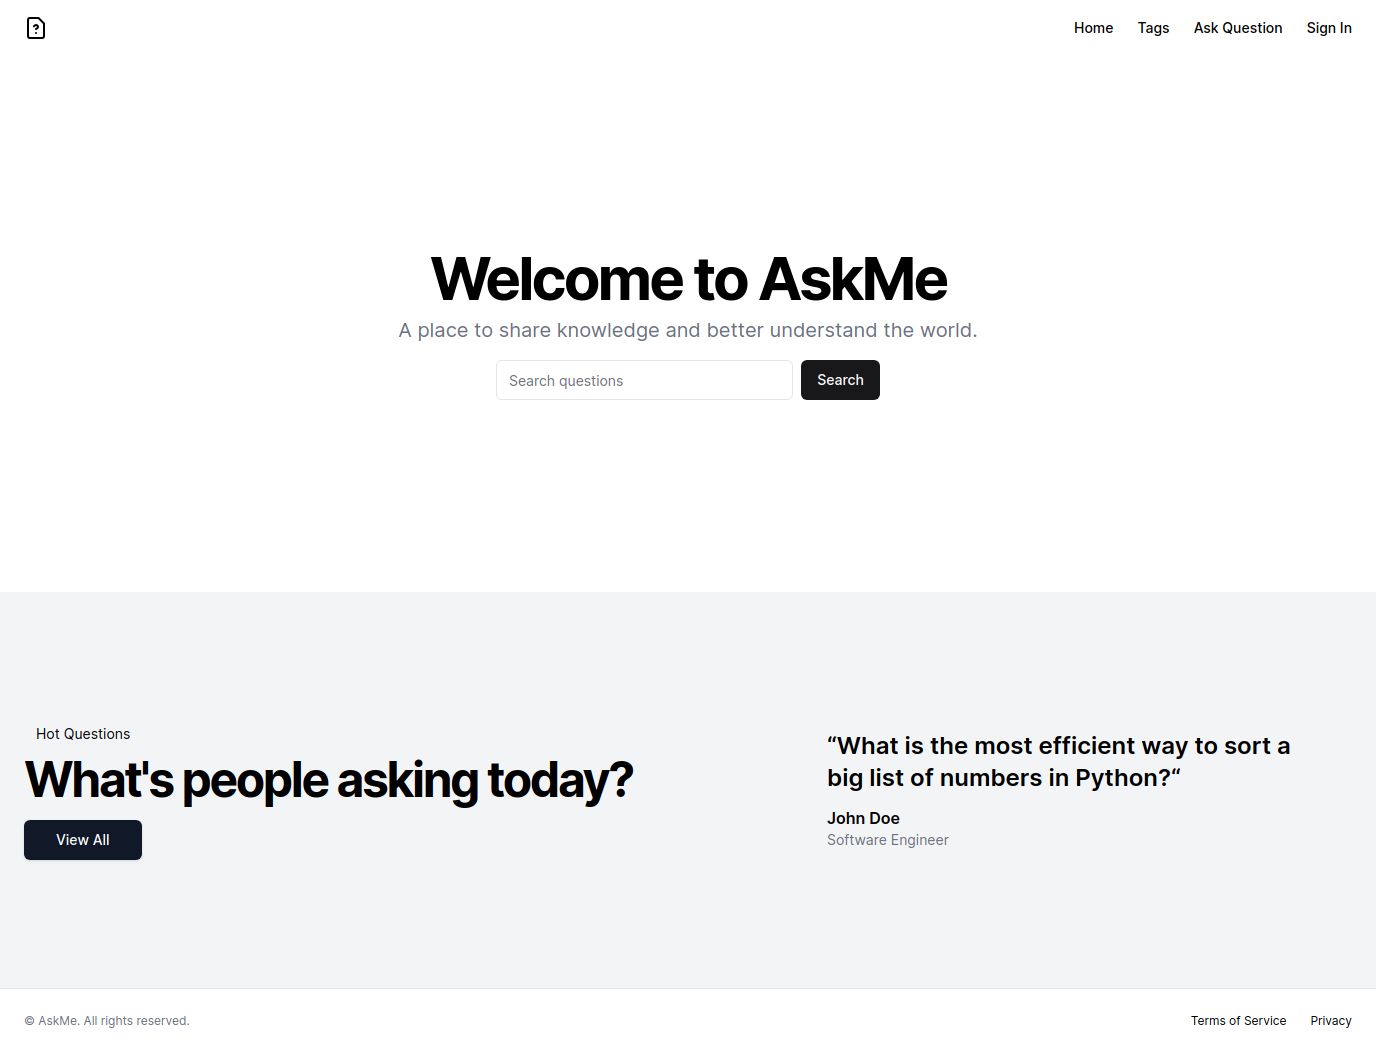 Home
Tags
Ask Question
Sign In
Welcome to AskMe
A place to share knowledge and better understand the world.
Search questions
Search
Hot Questions
What's people asking today?
View All
“What is the most efficient way to sort a
big list of numbers in Python?“
John Doe
Software Engineer
© AskMe. All rights reserved.
Terms of Service
Privacy